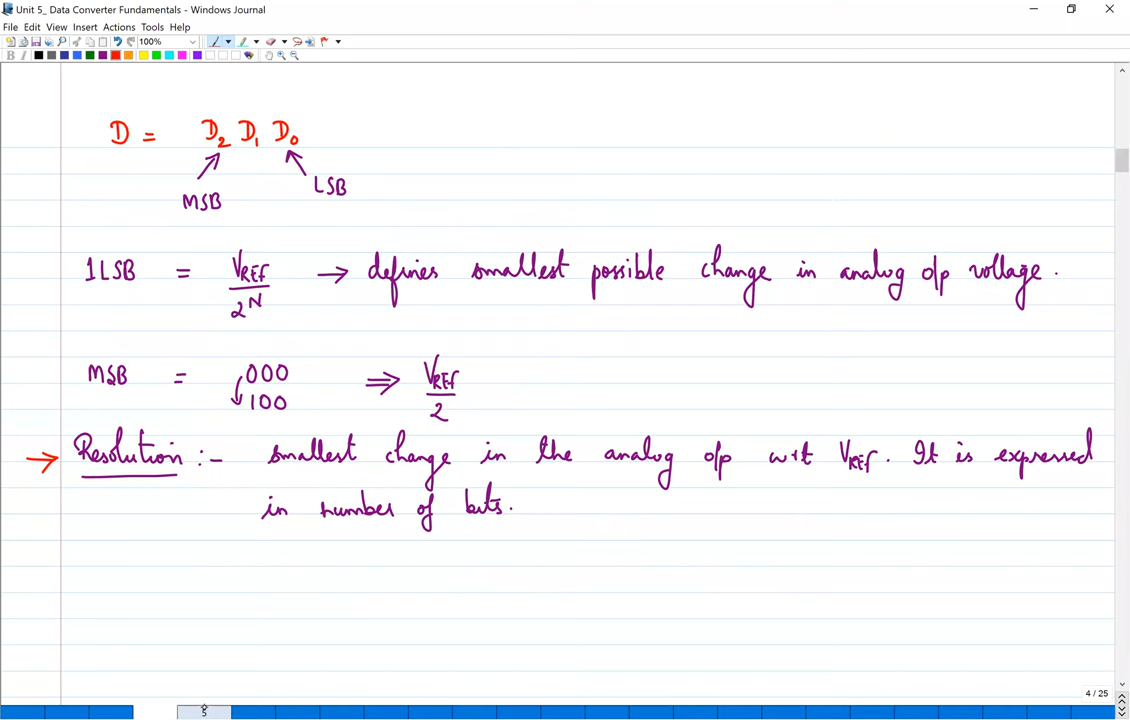 Unit 5_ Data Converter Fundamentals - Windows Journal
File Edit View Insert Actions Tools Help
100%
B I
D = D2 D1 D0
MSB LSB
1LSB = VREF/2^N → defines smallest possible change in analog o/p voltage.
MSB = 000 ⇒ VREF/2
100
→ Resolution :- smallest change in the analog o/p w.r.t VREF. It is expressed
in number of bits.
4 / 25
5